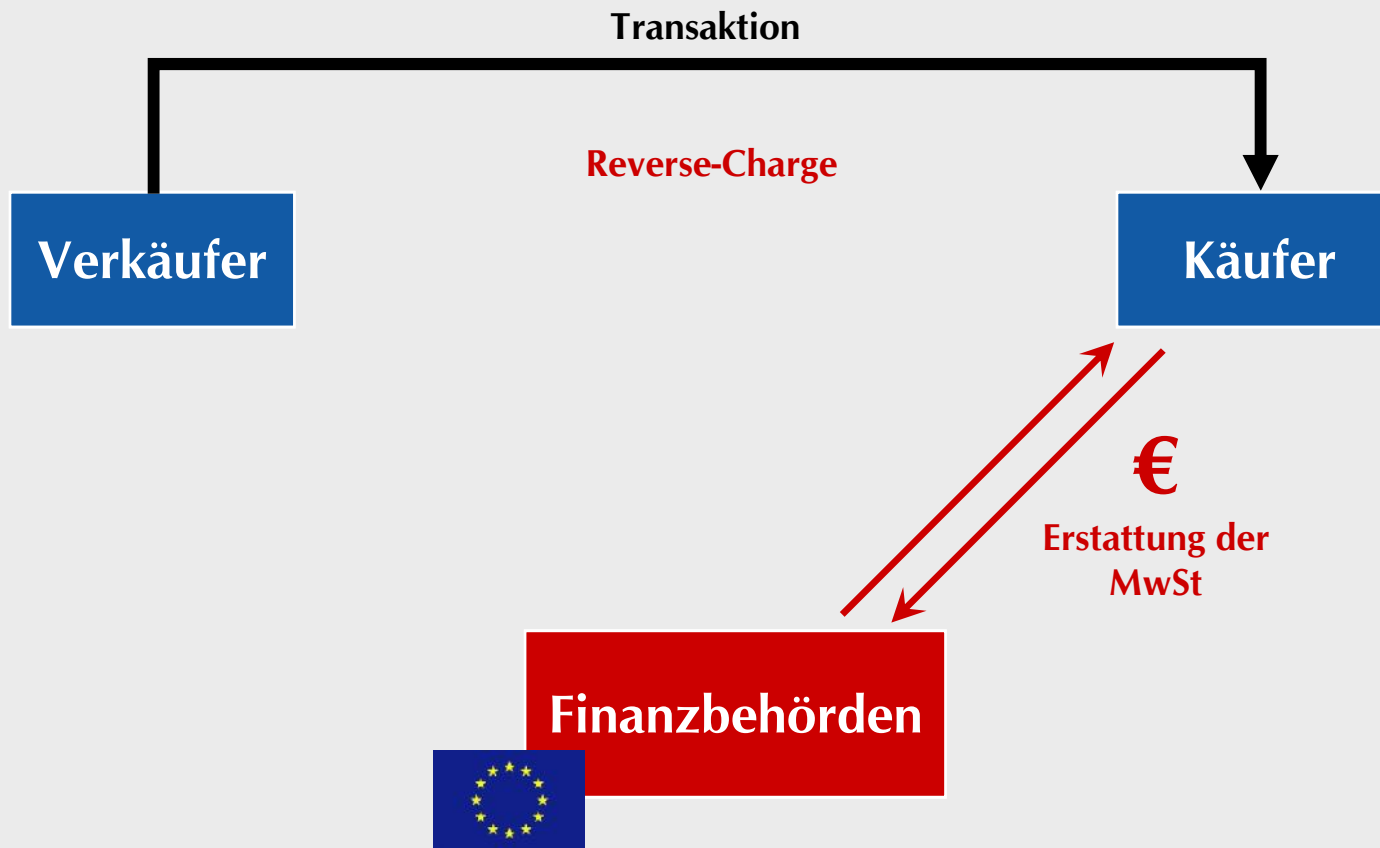 Transaktion
Reverse-Charge
Verkäufer
Käufer
€
Erstattung der
MwSt
Finanzbehörden